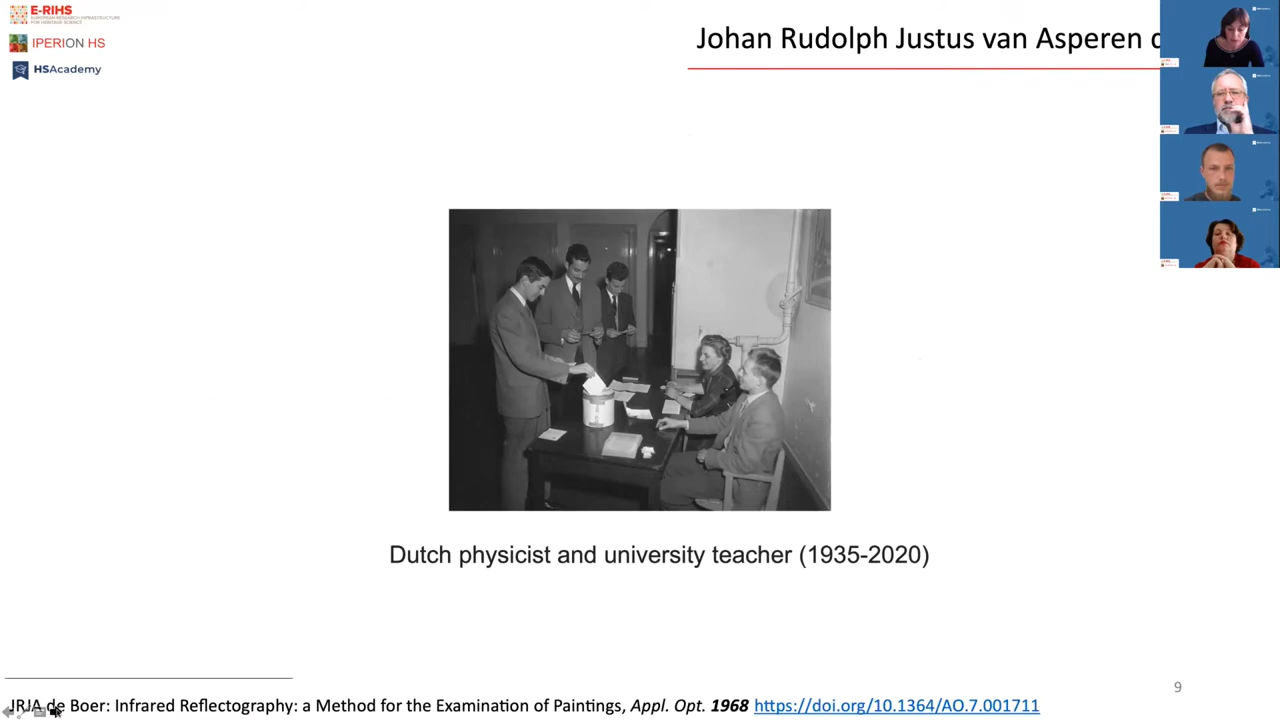 E-RIHS
EUROPEAN RESEARCH INFRASTRUCTURE
FOR HERITAGE SCIENCE
IPERION HS
HSAcademy
Johan Rudolph Justus van Asperen d
Dutch physicist and university teacher (1935-2020)
9
JRJA de Boer: Infrared Reflectography: a Method for the Examination of Paintings, Appl. Opt. 1968 https://doi.org/10.1364/AO.7.001711